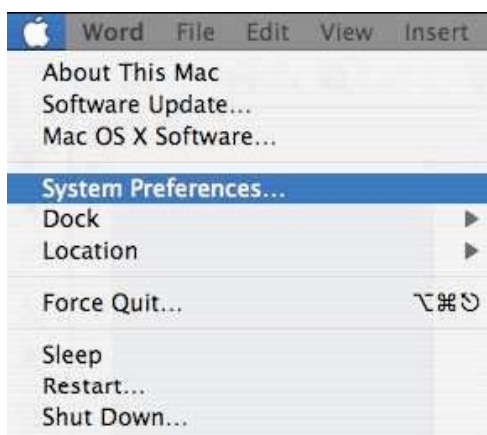 Word File Edit View Insert
About This Mac
Software Update...
Mac OS X Software...
System Preferences...
Dock
Location
Force Quit... ⌥⌘⎋
Sleep
Restart...
Shut Down...